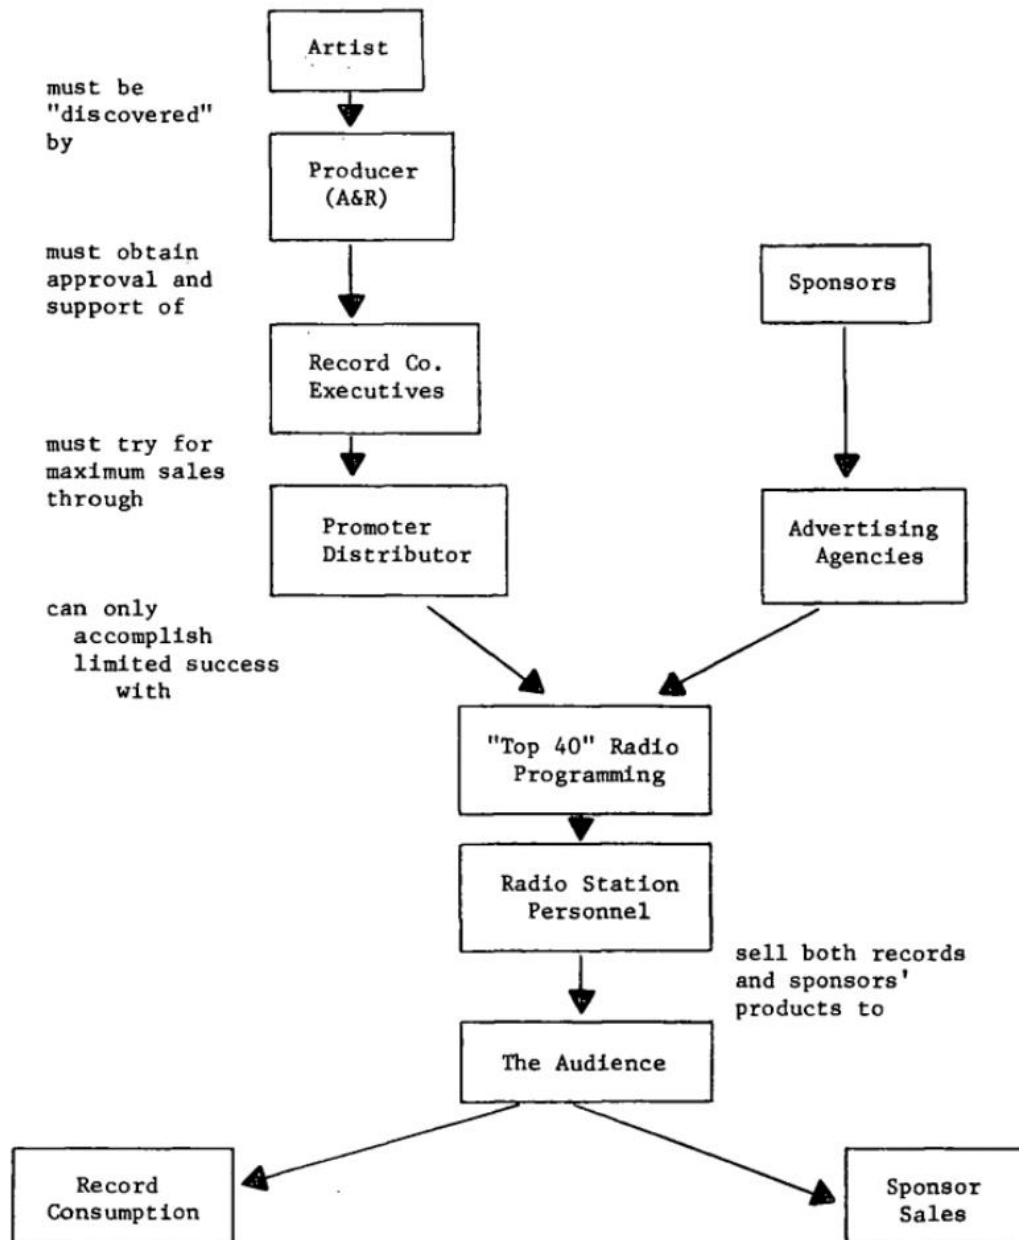 Artist
must be
"discovered"
by
Producer
(A&R)
must obtain
approval and
support of
Sponsors
Record Co.
Executives
must try for
maximum sales
through
Promoter
Distributor
Advertising
Agencies
can only
accomplish
limited success
with
"Top 40" Radio
Programming
Radio Station
Personnel
sell both records
and sponsors'
products to
The Audience
Record
Consumption
Sponsor
Sales